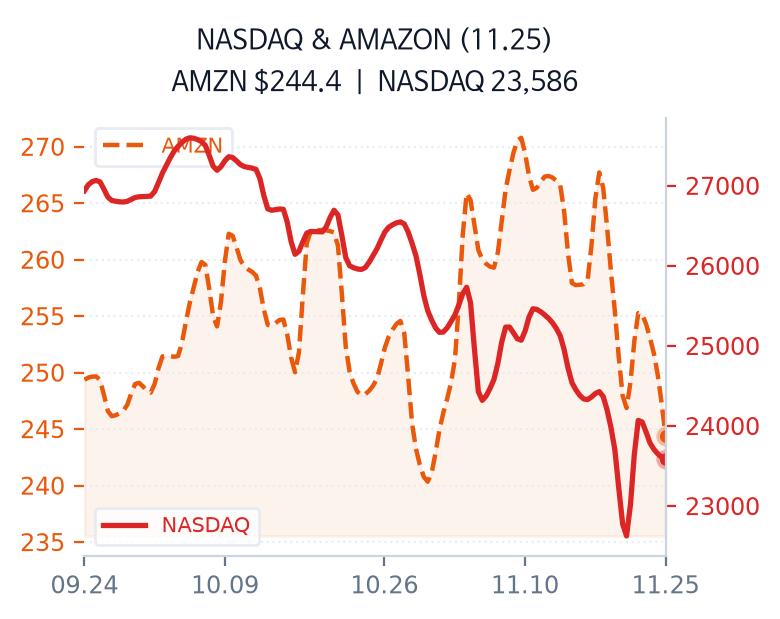 NASDAQ & AMAZON (11.25)
AMZN $244.4 | NASDAQ 23,586
AMZN
270
265
260
255
250
245
240
235
27000
26000
25000
24000
23000
NASDAQ
09.24 10.09 10.26 11.10 11.25